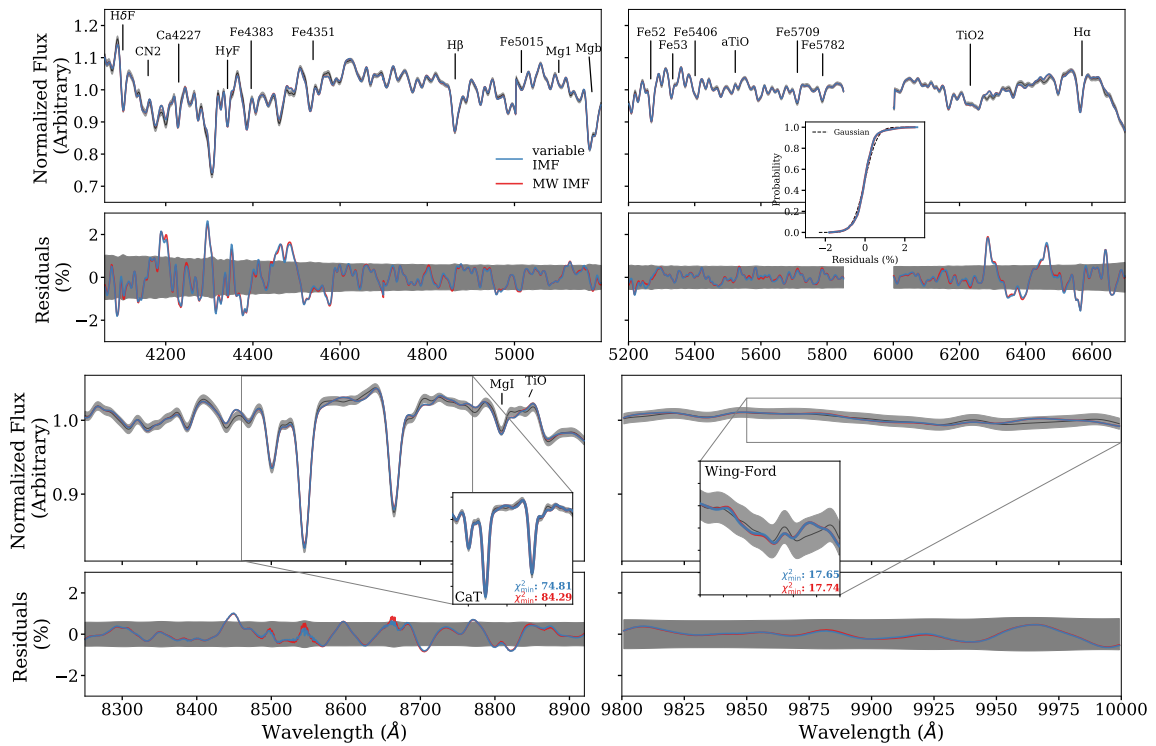 HδF
CN2
Ca4227
HγF
Fe4383
Fe4351
Hβ
Fe5015
Mg1
Mgb
Fe52
Fe53
Fe5406
aTiO
Fe5709
Fe5782
TiO2
Hα
Normalized Flux
(Arbitrary)
1.2
1.1
1.0
0.9
0.8
0.7
variable
IMF
MW IMF
Gaussian
Probability
1.0
0.8
0.6
0.4
0.2
0.0
−2
0
2
Residuals (%)
Residuals
(%)
2
0
−2
4200
4400
4600
4800
5000
5200
5400
5600
5800
6000
6200
6400
6600
Normalized Flux
(Arbitrary)
1.0
0.9
MgI
TiO
CaT
χ²min: 74.81
χ²min: 84.29
Wing-Ford
χ²min: 17.65
χ²min: 17.74
Residuals
(%)
2
0
−2
8300
8400
8500
8600
8700
8800
8900
9800
9825
9850
9875
9900
9925
9950
9975
10000
Wavelength (Å)
Wavelength (Å)